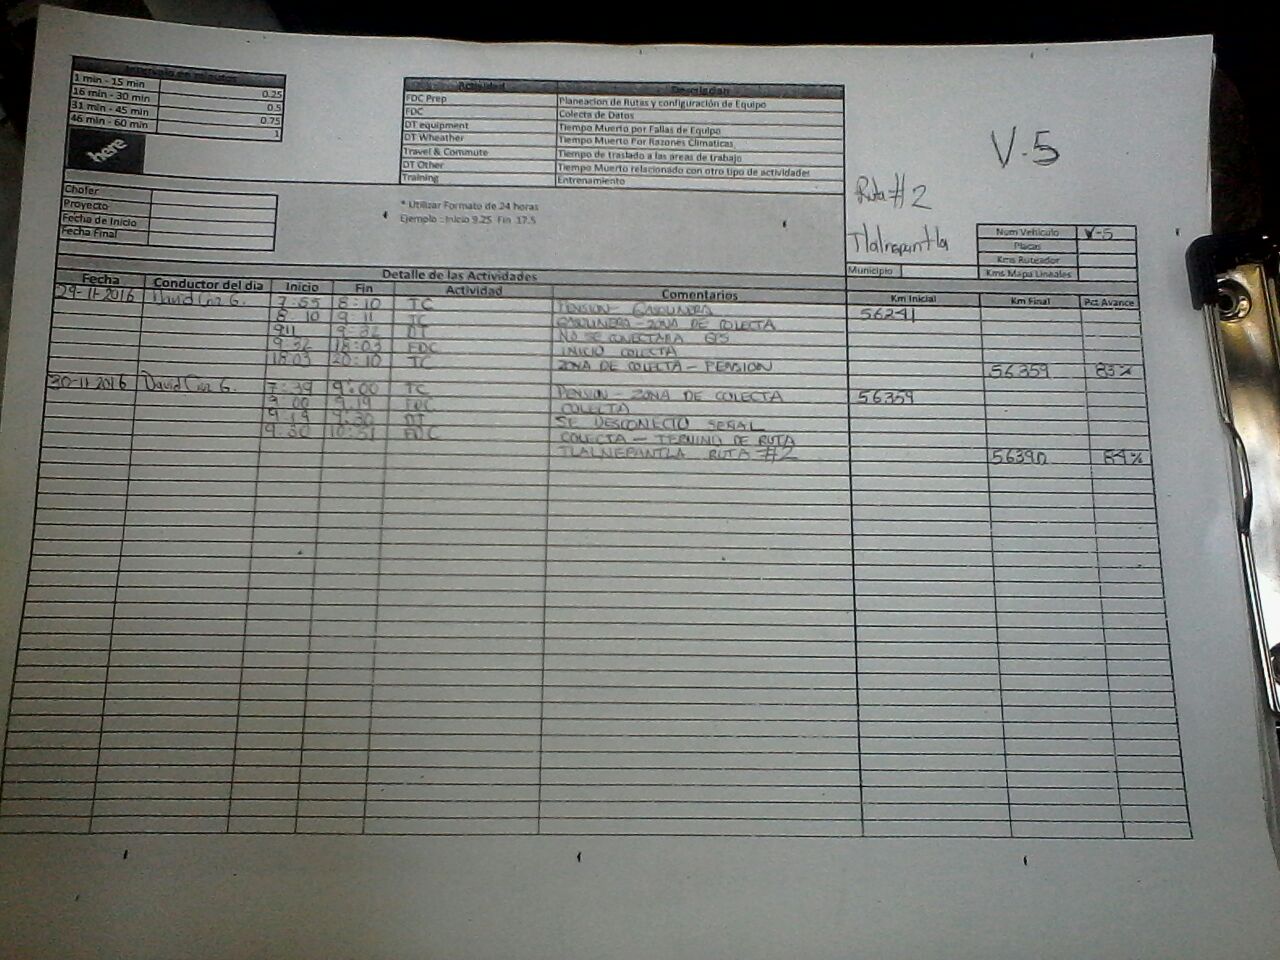 Intervalo en minutos
1 min - 15 min 0.25
16 min - 30 min 0.5
31 min - 45 min 0.75
46 min - 60 min 1
here
Actividad Descripcion
FDC Prep Planeacion de Rutas y configuración de Equipo
FDC Colecta de Datos
DT equipment Tiempo Muerto por Fallas de Equipo
DT Wheather Tiempo Muerto Por Razones Climaticas
Travel & Commute Tiempo de traslado a las areas de trabajo
DT Other Tiempo Muerto relacionado con otro tipo de actividades
Training Entrenamiento
V-5
Ruta #2
Tlalnepantla
Chofer
Proyecto
Fecha de Inicio
Fecha Final
* Utilizar Formato de 24 horas
Ejemplo : Inicio 9.25 Fin 17.5
Num Vehiculo V-5
Placas
Kms Ruteador
Municipio Kms Mapa Lineales
Detalle de las Actividades
Fecha Conductor del dia Inicio Fin Actividad Comentarios Km Inicial Km Final Pct Avance
29-11-2016 David Cruz G. 7:55 8:10 TC PENSION - GASOLINERA 56241
8 10 9:11 TC GASOLINERA - ZONA DE COLECTA
911 9:32 DT NO SE CONECTABA
9 32 18:03 FDC INICIO COLECTA
18:03 20:10 TC ZONA DE COLECTA - PENSION 56359 83%
30-11-2016 David Cruz G. 7:39 9:00 TC PENSION - ZONA DE COLECTA 56359
9 00 9 19 FDC COLECTA
9 19 9:30 DT SE DESCONECTO SEÑAL
9:30 10:51 FDC COLECTA - TERMINO DE RUTA
TLALNEPANTLA RUTA #2 56390 84%